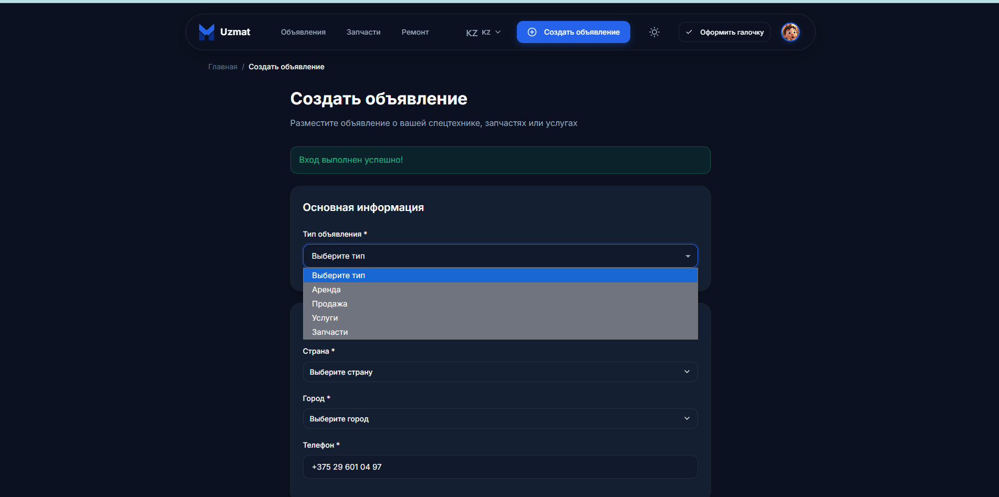 Uzmat
Объявления Запчасти Ремонт KZ KZ Создать объявление Оформить галочку
Главная / Создать объявление
Создать объявление
Разместите объявление о вашей спецтехнике, запчастях или услугах
Вход выполнен успешно!
Основная информация
Тип объявления *
Выберите тип
Выберите тип
Аренда
Продажа
Услуги
Запчасти
Страна *
Выберите страну
Город *
Выберите город
Телефон *
+375 29 601 04 97